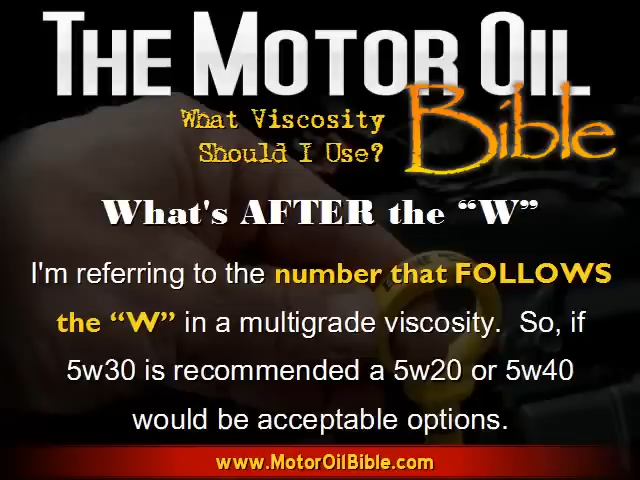 THE MOTOR OIL
Bible
What Viscosity
Should I Use?
What's AFTER the “W”
I'm referring to the number that FOLLOWS
the “W” in a multigrade viscosity. So, if
5w30 is recommended a 5w20 or 5w40
would be acceptable options.
www.MotorOilBible.com